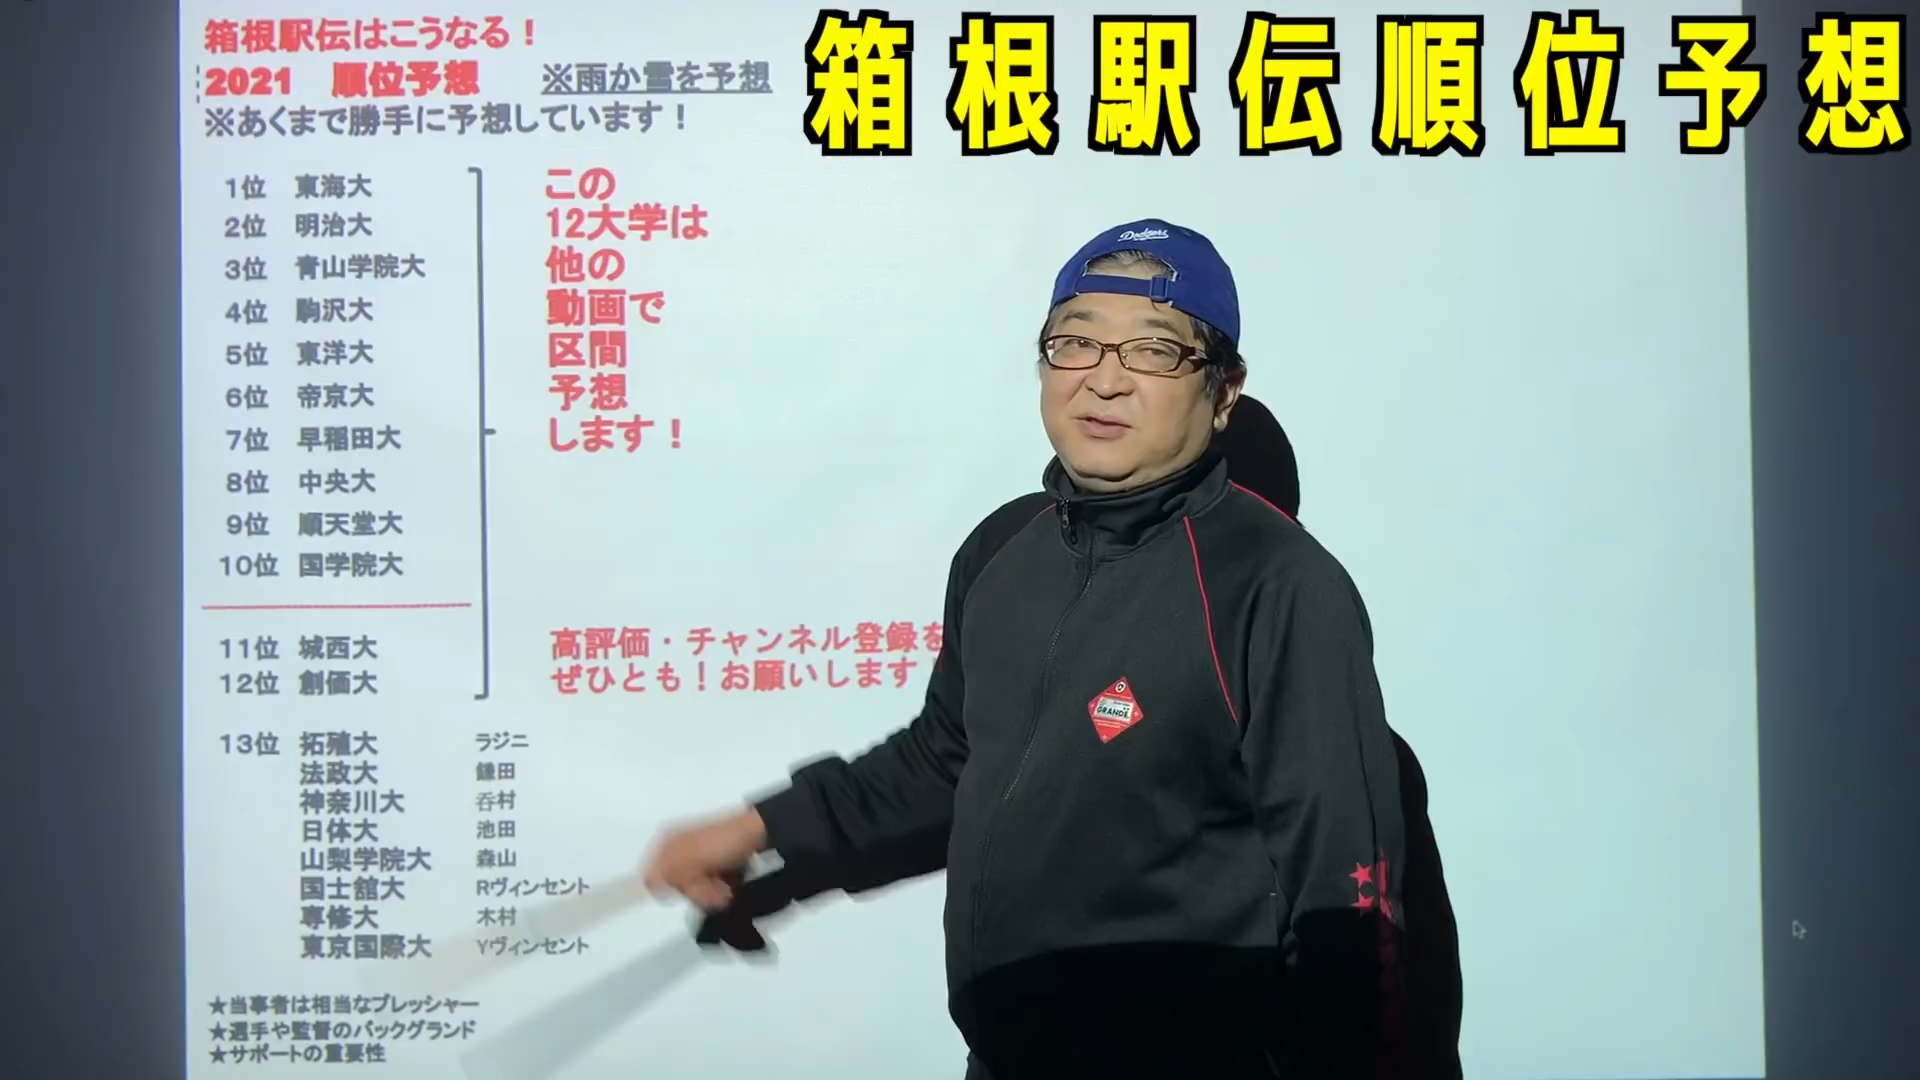 箱根駅伝順位予想
箱根駅伝はこうなる！
2021　順位予想　※雨か雪を予想
※あくまで勝手に予想しています！
1位　東海大
2位　明治大
3位　青山学院大
4位　駒沢大
5位　東洋大
6位　帝京大
7位　早稲田大
8位　中央大
9位　順天堂大
10位　国学院大
11位　城西大
12位　創価大
この
12大学は
他の
動画で
区間
予想
します！
高評価・チャンネル登録を
ぜひとも！お願いします！
13位　拓殖大　ラジニ
法政大　鎌田
神奈川大　呑村
日体大　池田
山梨学院大　森山
国士舘大　Rヴィンセント
専修大　木村
東京国際大　Yヴィンセント
★当事者は相当なプレッシャー
★選手や監督のバックグランド
★サポートの重要性
Dodgers
GRANDE